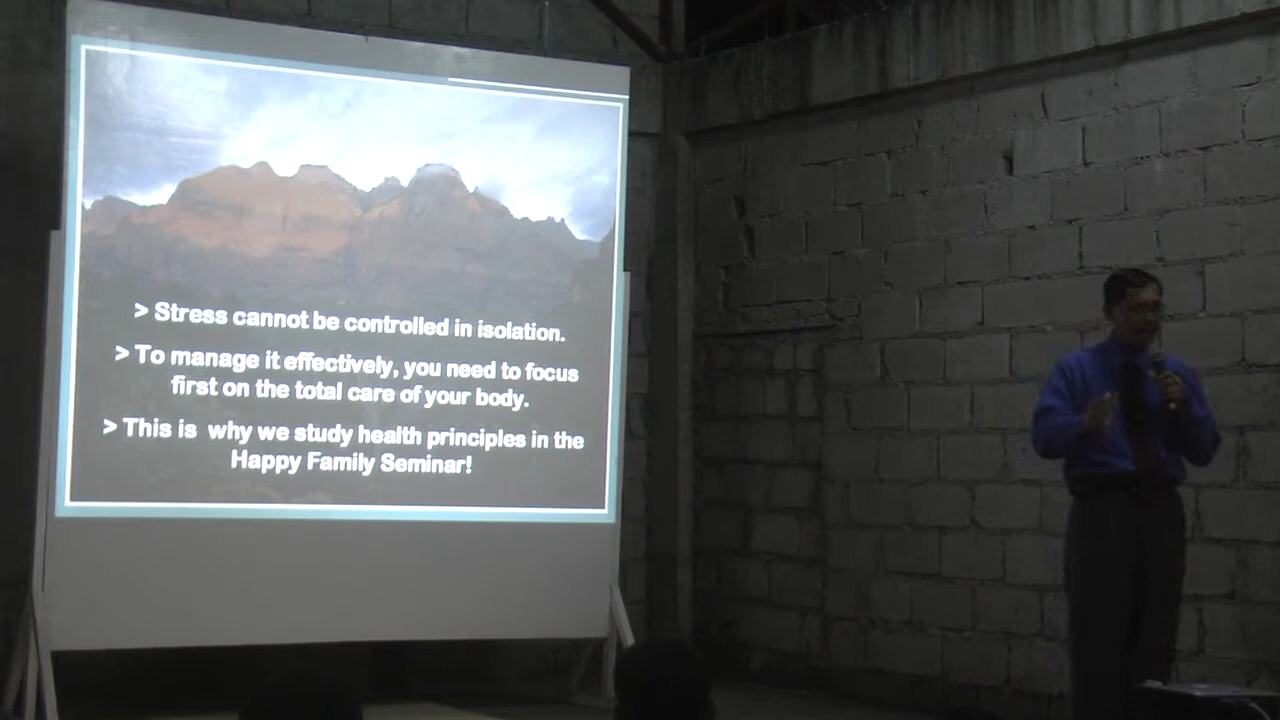 > Stress cannot be controlled in isolation.
> To manage it effectively, you need to focus
first on the total care of your body.
> This is why we study health principles in the
Happy Family Seminar!